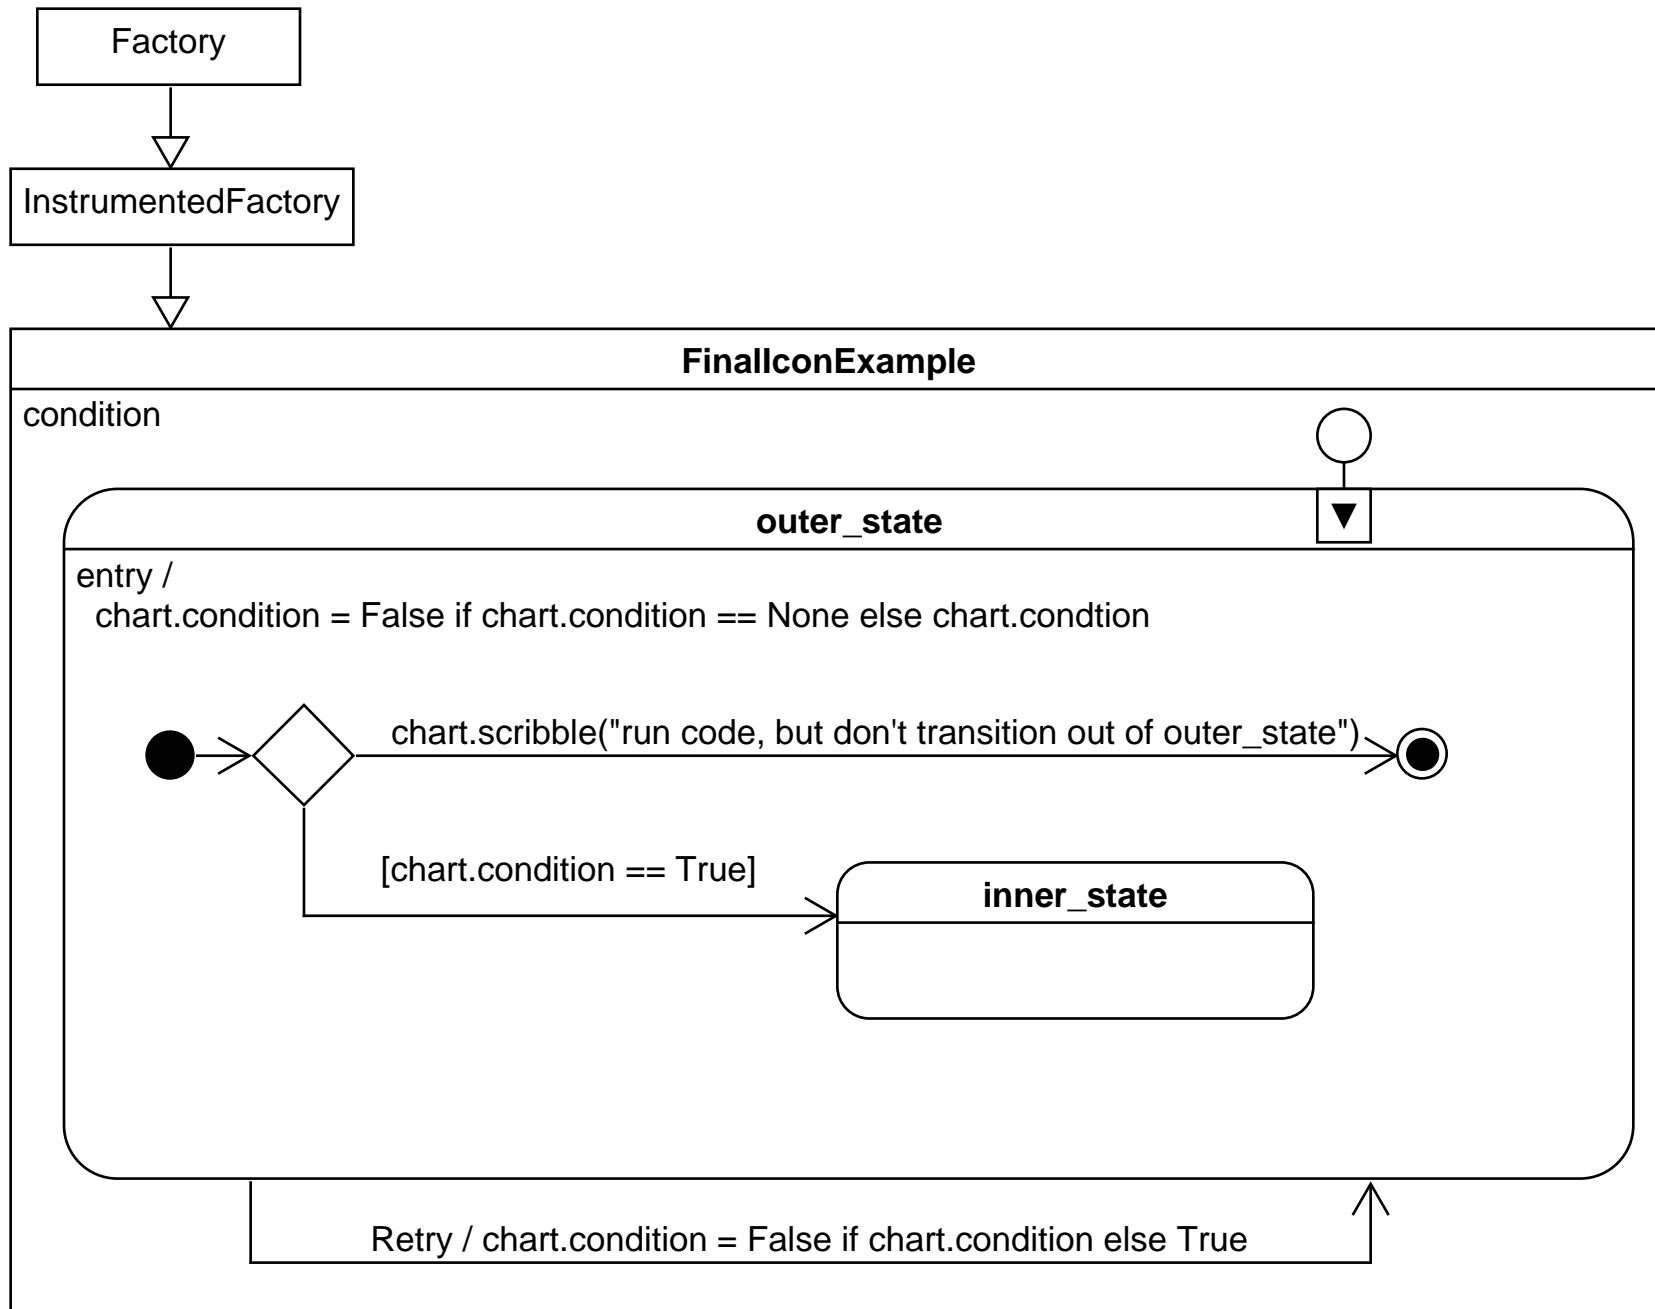 Factory
InstrumentedFactory
FinalIconExample
condition
outer_state
entry /
chart.condition = False if chart.condition == None else chart.condtion
chart.scribble("run code, but don't transition out of outer_state")
[chart.condition == True]
inner_state
Retry / chart.condition = False if chart.condition else True